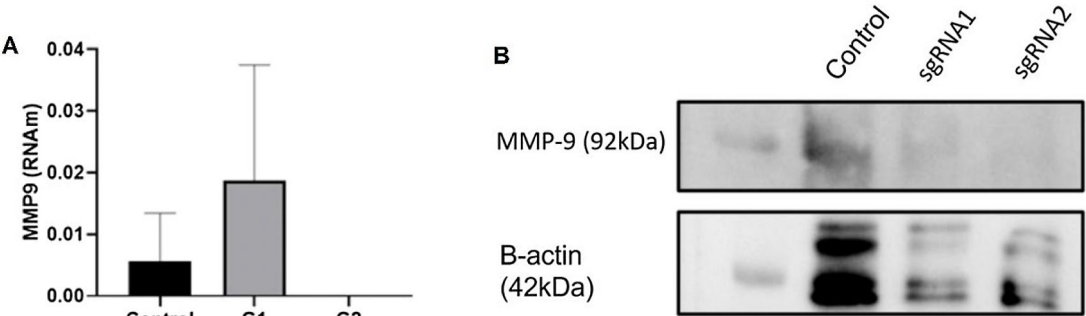 A
MMP9 (RNAm)
0.04
0.03
0.02
0.01
0.00
Control
B
Control
sgRNA1
sgRNA2
MMP-9 (92kDa)
B-actin
(42kDa)